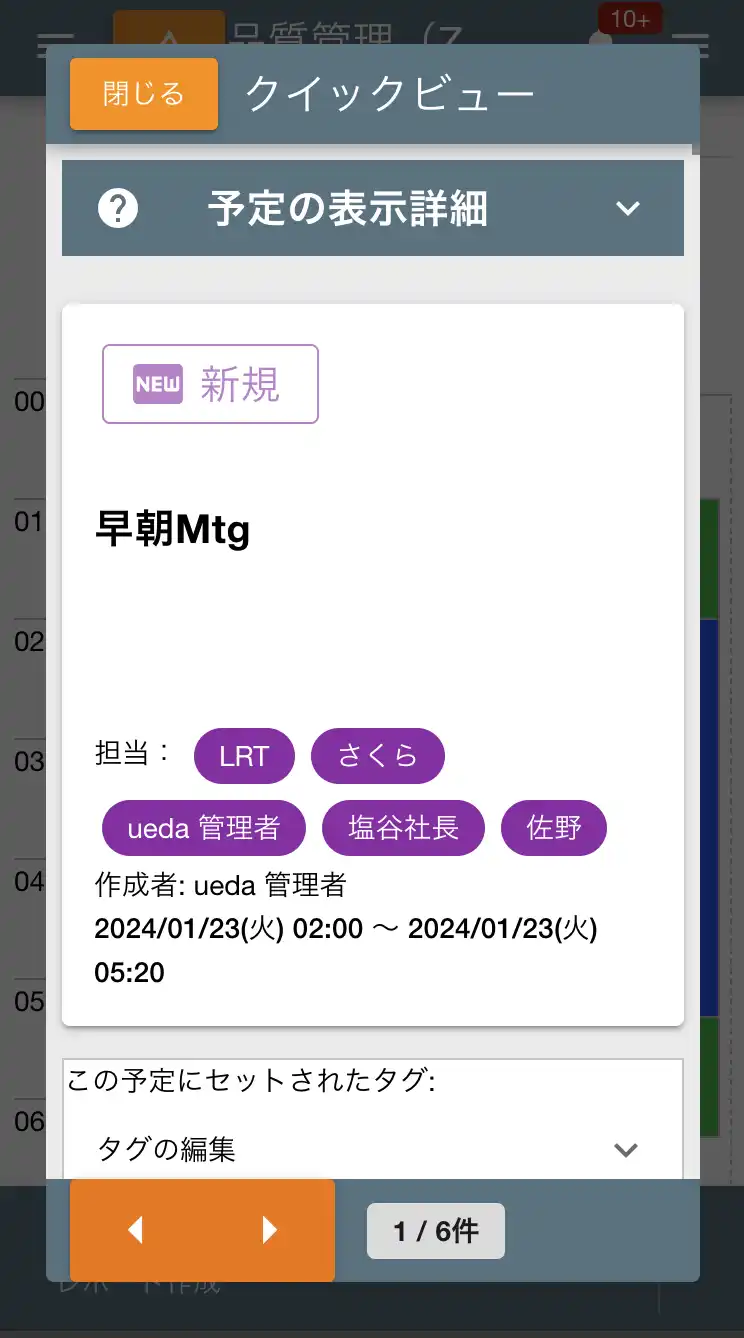 10+
閉じる クイックビュー
予定の表示詳細
NEW 新規
早朝Mtg
担当： LRT さくら
ueda 管理者 塩谷社長 佐野
作成者: ueda 管理者
2024/01/23(火) 02:00 〜 2024/01/23(火)
05:20
この予定にセットされたタグ:
タグの編集
1 / 6件
00
01
02
03
04
05
06